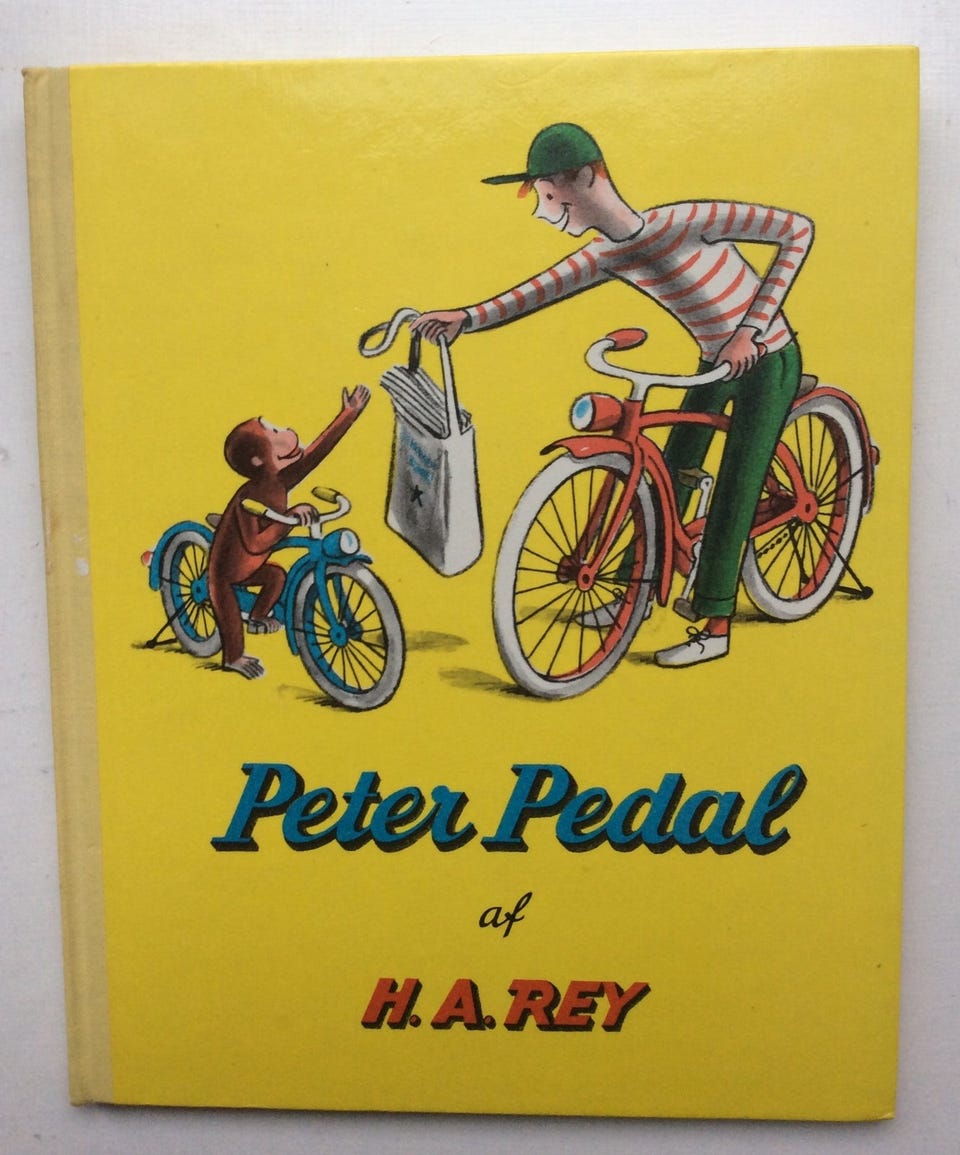 Peter Pedal
af
H. A. REY